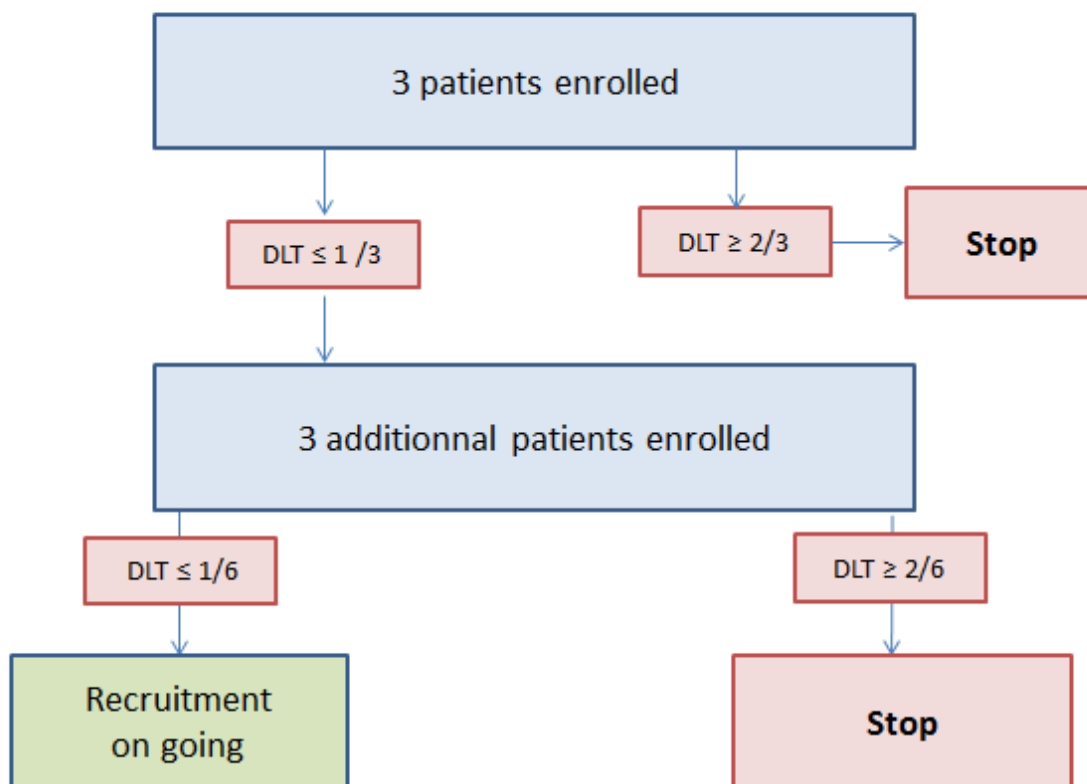 3 patients enrolled
DLT ≤ 1 /3
DLT ≥ 2/3
Stop
3 additionnal patients enrolled
DLT ≤ 1/6
DLT ≥ 2/6
Recruitment
on going
Stop